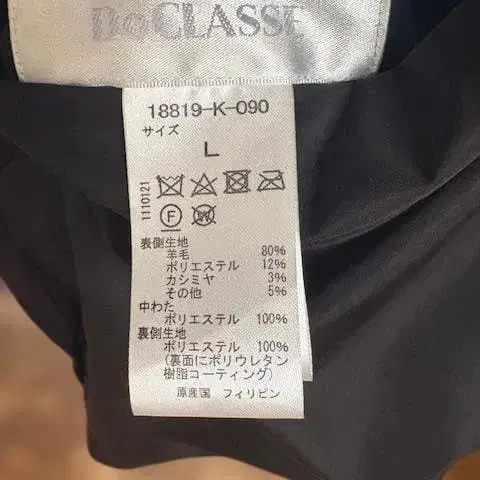 DoCLASSE
18819-K-090
サイズ
L
1110121
F
W
表側生地
羊毛 80%
ポリエステル 12%
カシミヤ 3%
その他 5%
中わた
ポリエステル 100%
裏側生地
ポリエステル 100%
(裏面にポリウレタン
樹脂コーティング)
原産国 フィリピン